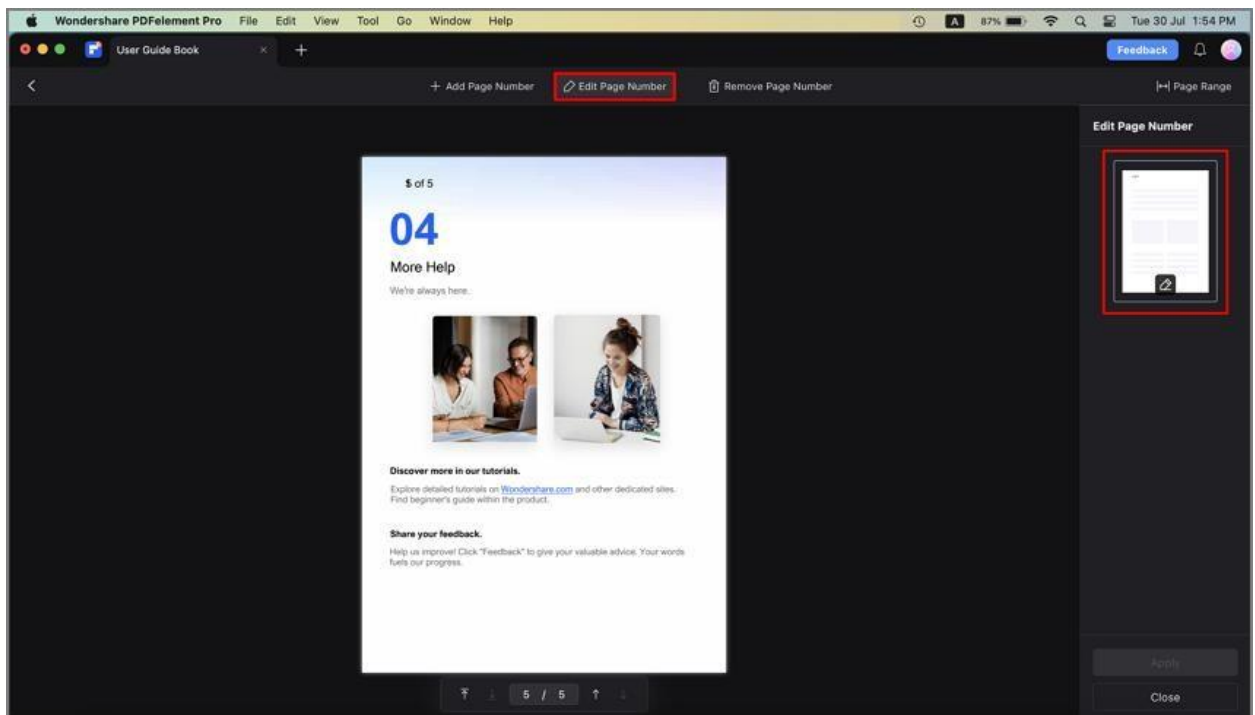 Wondershare PDFelement Pro File Edit View Tool Go Window Help A 87% Tue 30 Jul 1:54 PM
User Guide Book × + Feedback
+ Add Page Number Edit Page Number Remove Page Number Page Range
Edit Page Number
$ of 5
04
More Help
We're always here.
Discover more in our tutorials.
Explore detailed tutorials on Wondershare.com and other dedicated sites.
Find beginner's guide within the product.
Share your feedback.
Help us improve! Click "Feedback" to give your valuable advice. Your words
fuels our progress.
Apply
5 / 5
Close